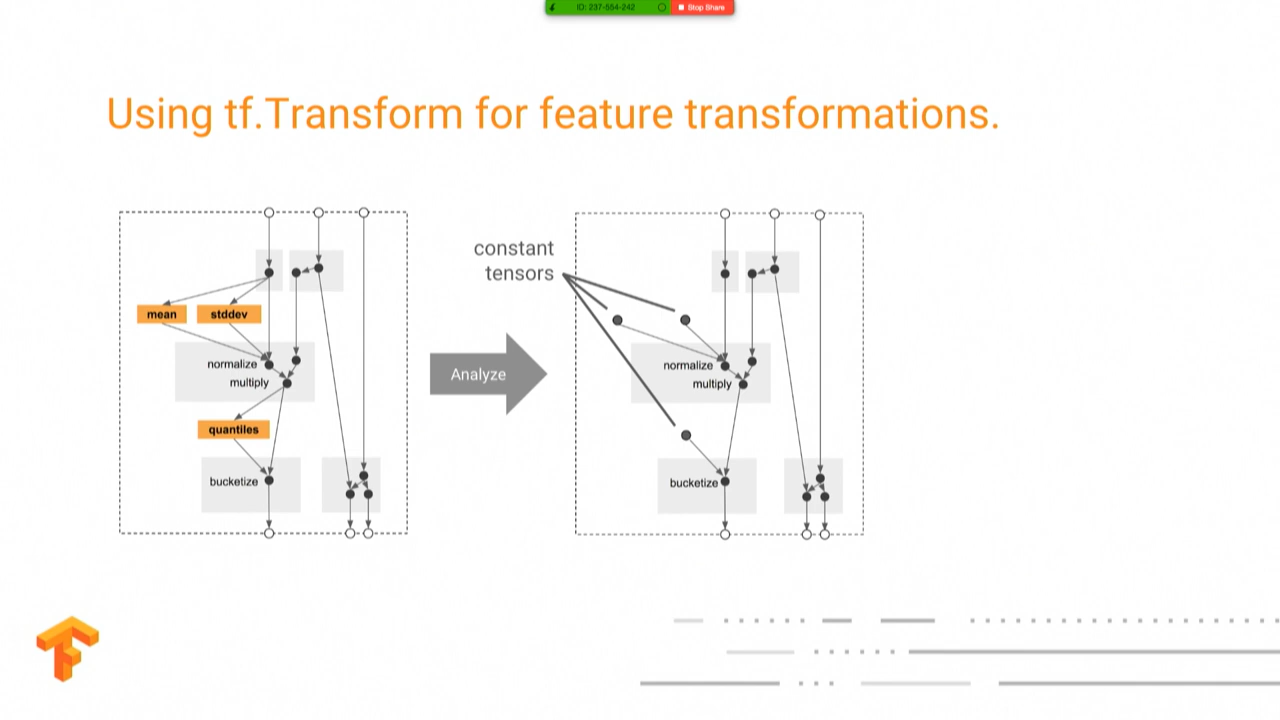 ID: 237-554-242
Stop Share
Using tf.Transform for feature transformations.
mean
stddev
normalize
multiply
quantiles
bucketize
Analyze
constant
tensors
normalize
multiply
bucketize